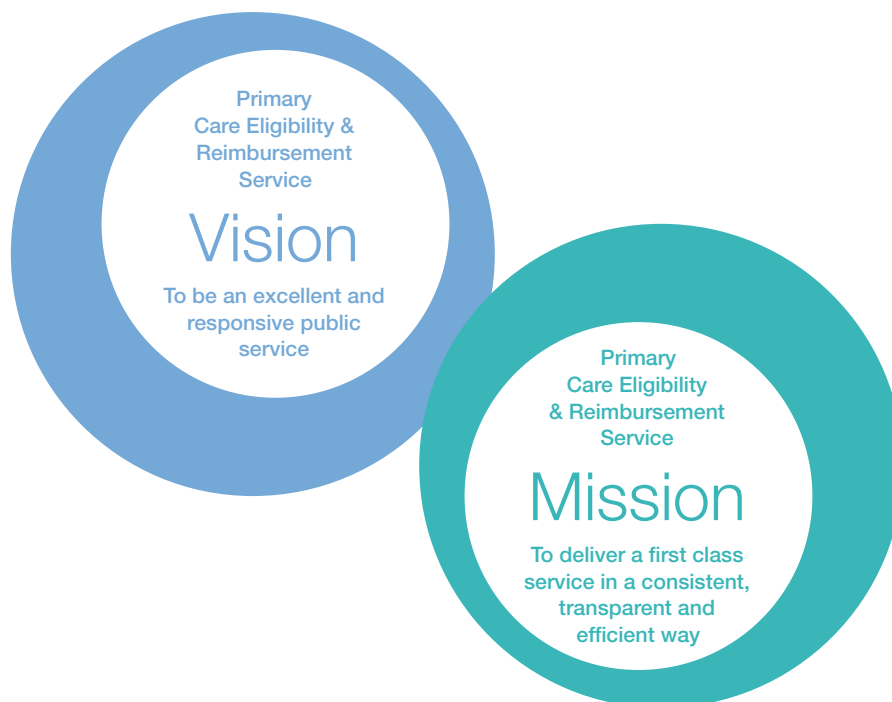 Primary
Care Eligibility &
Reimbursement
Service
Vision
To be an excellent and
responsive public
service
Primary
Care Eligibility
& Reimbursement
Service
Mission
To deliver a first class
service in a consistent,
transparent and
efficient way